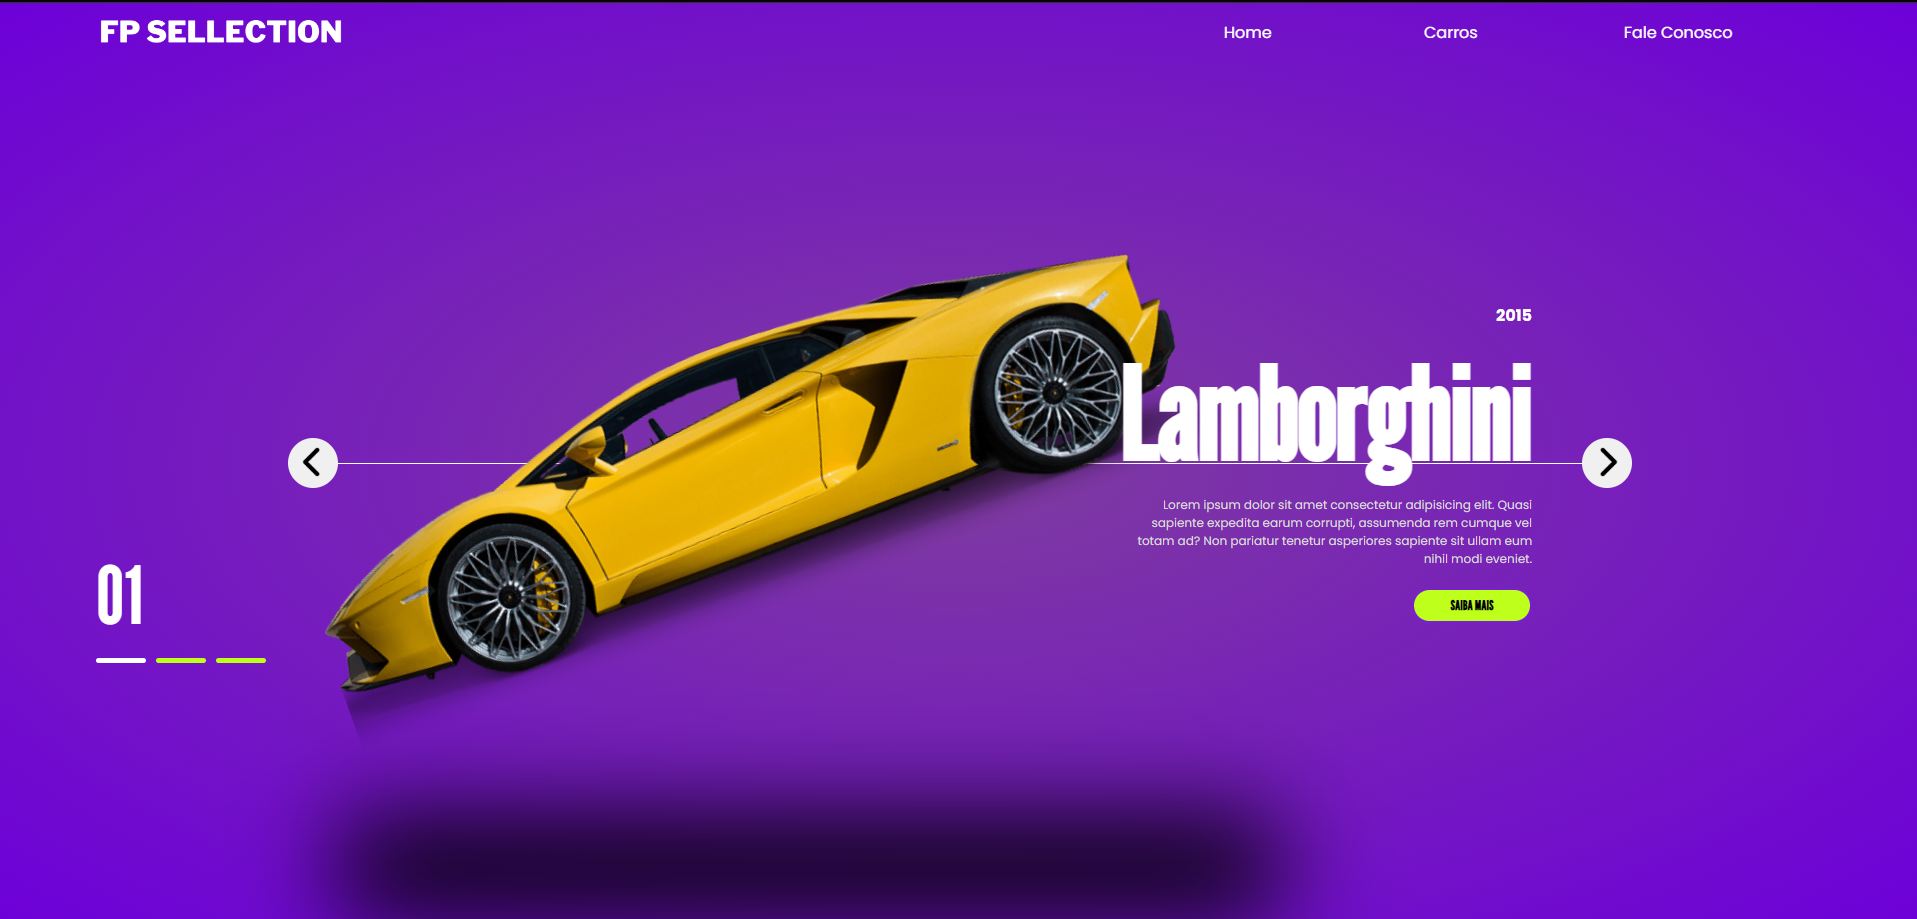 FP SELLECTION
Home
Carros
Fale Conosco
2015
Lamborghini
Lorem ipsum dolor sit amet consectetur adipisicing elit. Quasi
sapiente expedita earum corrupti, assumenda rem cumque vel
totam ad? Non pariatur tenetur asperiores sapiente sit ullam eum
nihil modi eveniet.
SAIBA MAIS
01